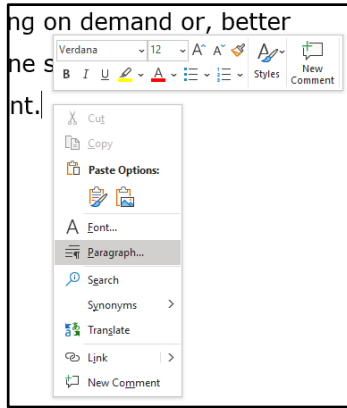 ng on demand or, better
Verdana 12
ne s
B I U A Styles New Comment
nt.
Cut
Copy
Paste Options:
Font...
Paragraph...
Search
Synonyms
Translate
Link
New Comment